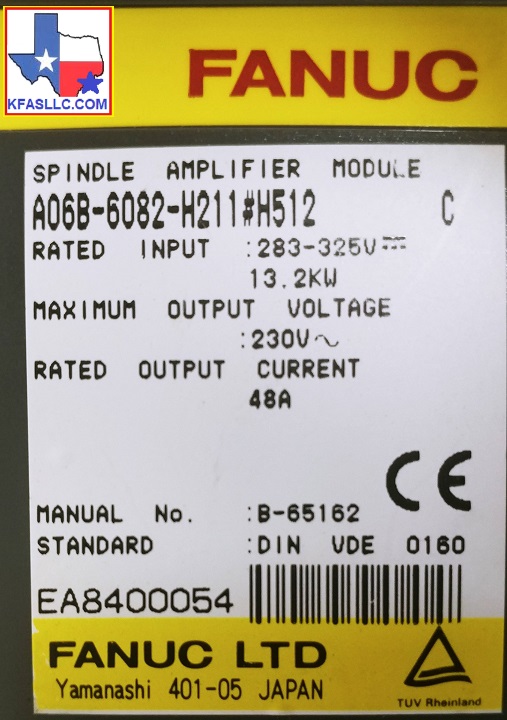 KFASLLC.COM
FANUC
SPINDLE AMPLIFIER MODULE
A06B-6082-H211#H512 C
RATED INPUT :283-325V⎓
13.2KW
MAXIMUM OUTPUT VOLTAGE
:230V～
RATED OUTPUT CURRENT
48A
CE
MANUAL No. :B-65162
STANDARD :DIN VDE 0160
EA8400054
FANUC LTD
Yamanashi 401-05 JAPAN
TUV Rheinland